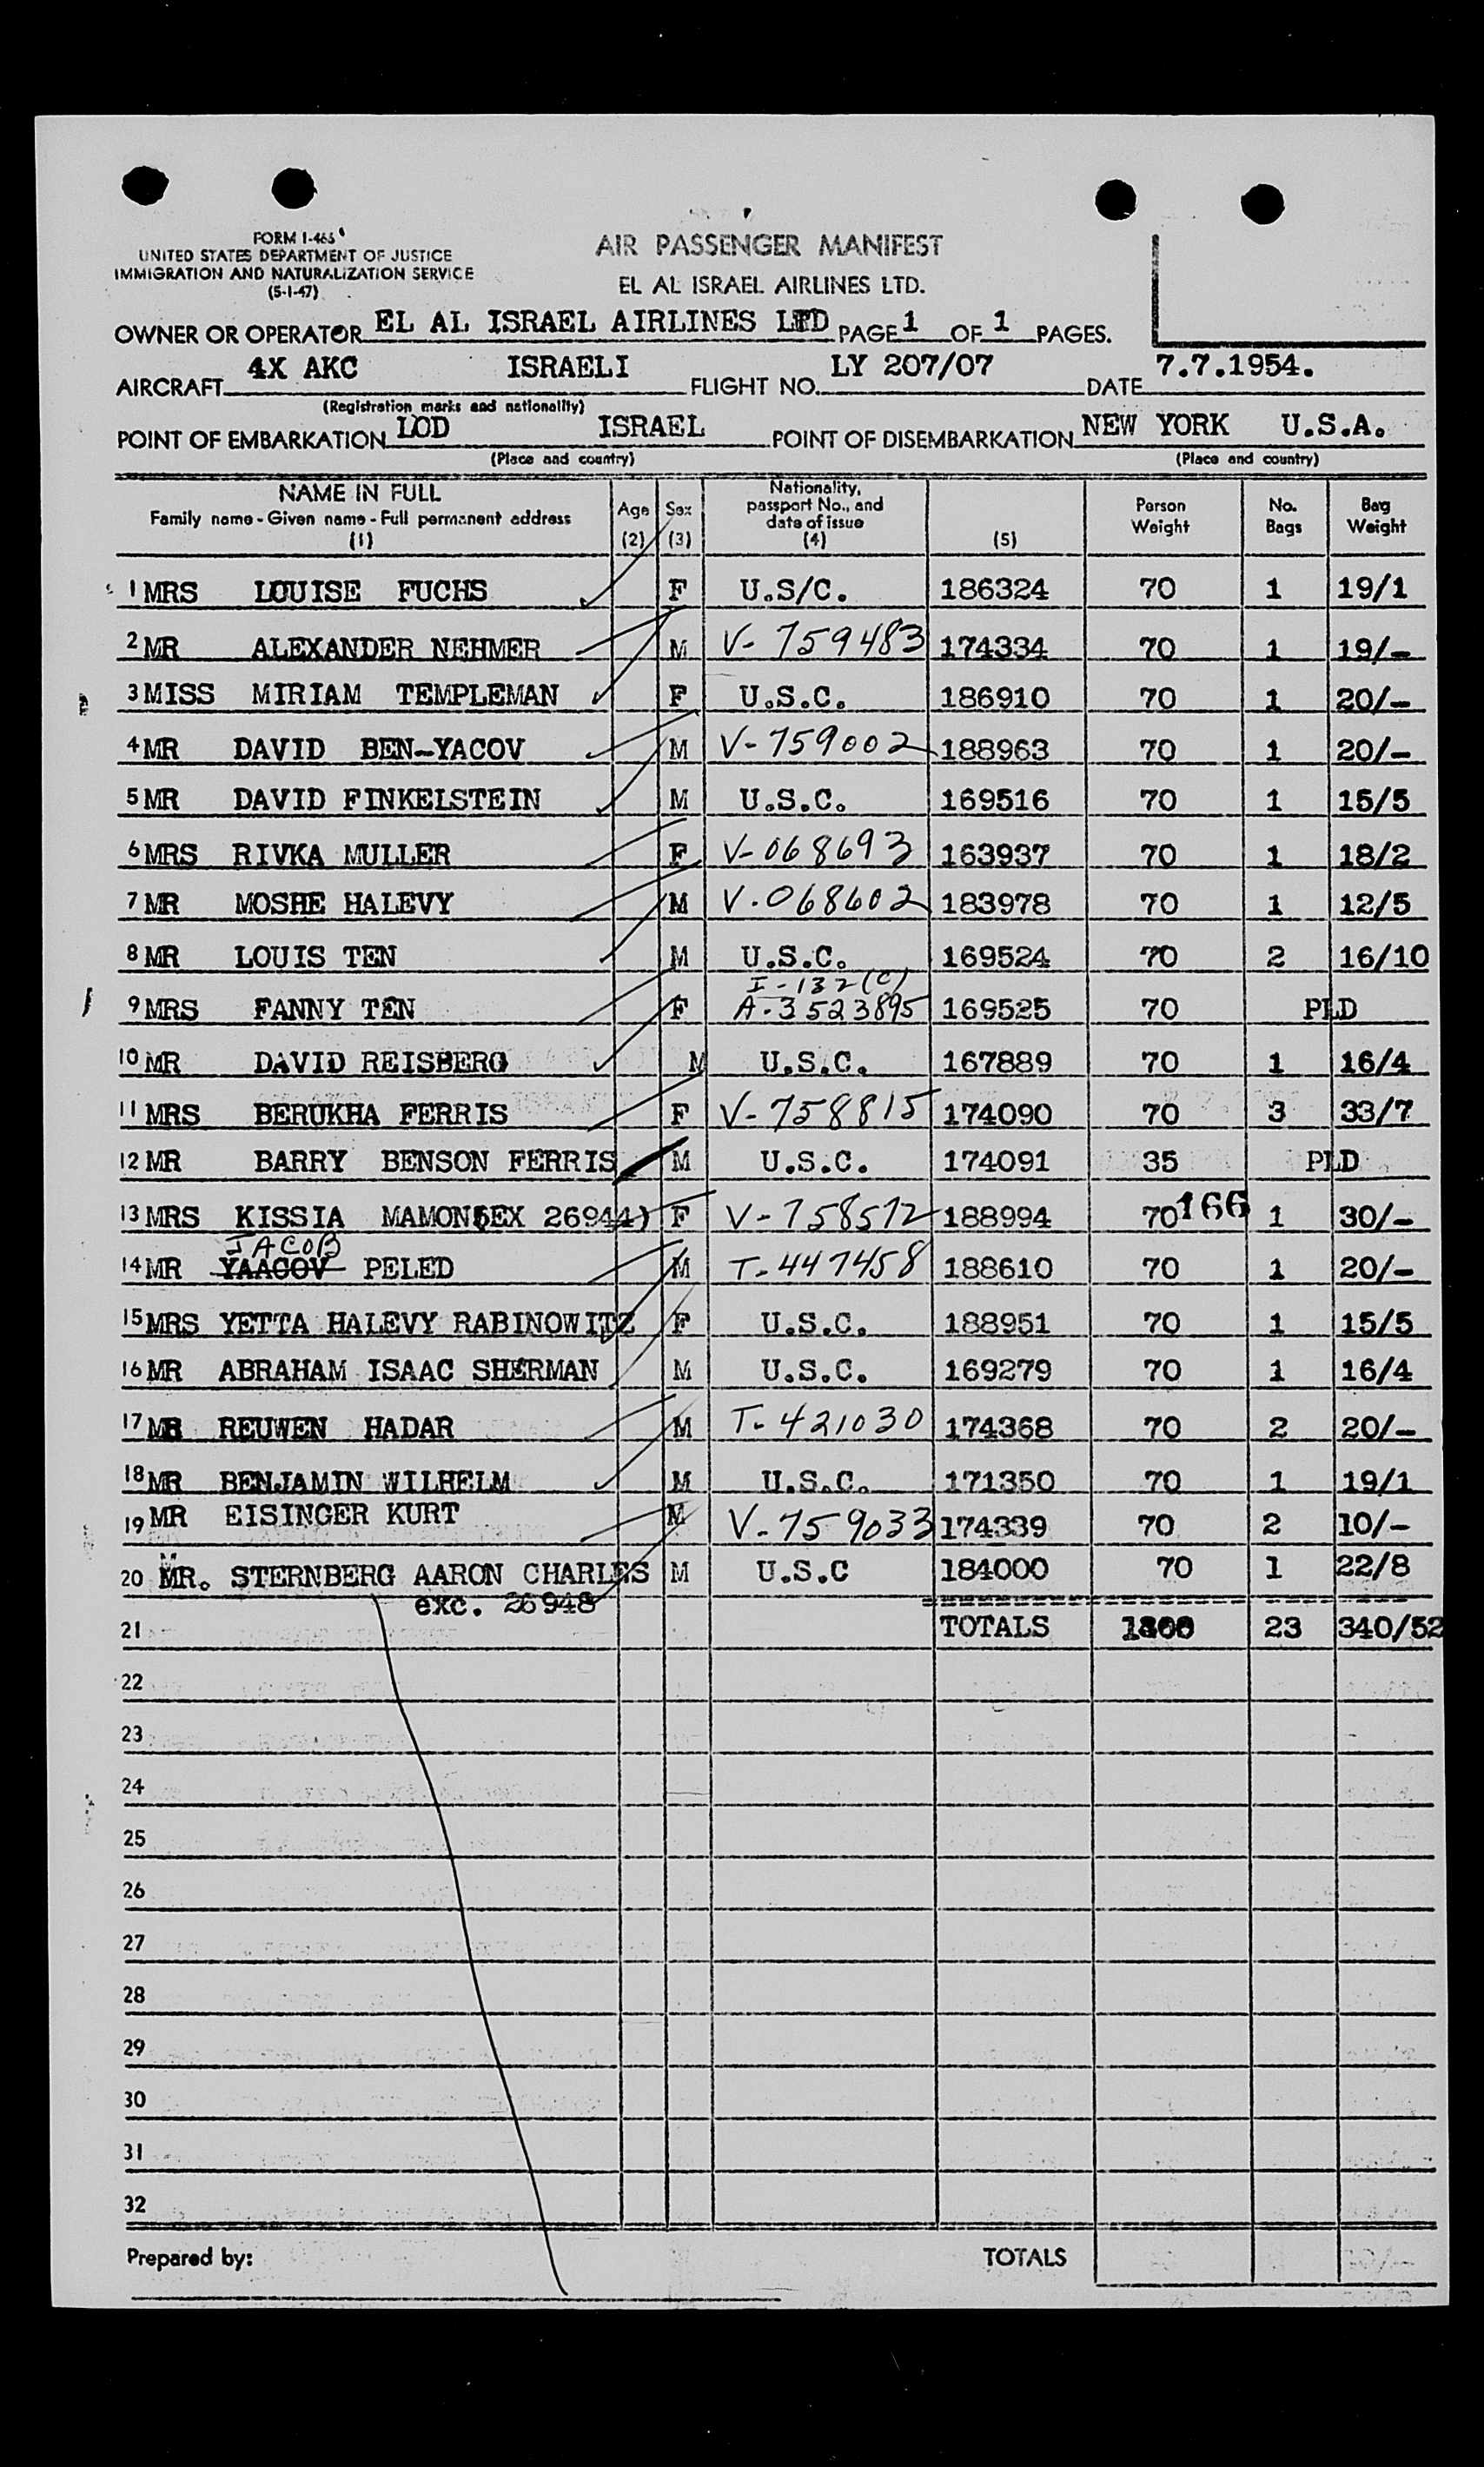 FORM I-466
UNITED STATES DEPARTMENT OF JUSTICE
IMMIGRATION AND NATURALIZATION SERVICE
(5-1-47)
AIR PASSENGER MANIFEST
EL AL ISRAEL AIRLINES LTD.
OWNER OR OPERATOR EL AL ISRAEL AIRLINES LTD PAGE 1 OF 1 PAGES.
AIRCRAFT 4X AKC ISRAELI FLIGHT NO. LY 207/07 DATE 7.7.1954.
(Registration marks and nationality)
POINT OF EMBARKATION LOD ISRAEL POINT OF DISEMBARKATION NEW YORK U.S.A.
(Place and country) (Place and country)
NAME IN FULL Family name - Given name - Full permanent address (1) Age (2) Sex (3) Nationality, passport No., and date of issue (4) (5) Person Weight No. Bags Bag Weight
1 MRS LOUISE FUCHS F U.S/C. 186324 70 1 19/1
2 MR ALEXANDER NEHMER M V- 759483 174334 70 1 19/-
3 MISS MIRIAM TEMPLEMAN F U.S.C. 186910 70 1 20/-
4 MR DAVID BEN-YACOV M V-759002 188963 70 1 20/-
5 MR DAVID FINKELSTEIN M U.S.C. 169516 70 1 15/5
6 MRS RIVKA MULLER F V-068693 163937 70 1 18/2
7 MR MOSHE HALEVY M V.068602 183978 70 1 12/5
8 MR LOUIS TEN M U.S.C. 169524 70 2 16/10
I-132(c)
9 MRS FANNY TEN F A-3523895 169525 70 PLD
10 MR DAVID REISBERG M U.S.C. 167889 70 1 16/4
11 MRS BERUKHA FERRIS F V-758815 174090 70 3 33/7
12 MR BARRY BENSON FERRIS M U.S.C. 174091 35 PLD
13 MRS KISSIA MAMON(EX 26944) F V-758572 188994 70 166 1 30/-
JACOB
14 MR YAACOV PELED M T-447458 188610 70 1 20/-
15 MRS YETTA HALEVY RABINOWITZ F U.S.C. 188951 70 1 15/5
16 MR ABRAHAM ISAAC SHERMAN M U.S.C. 169279 70 1 16/4
17 MR REUWEN HADAR M T-421030 174368 70 2 20/-
18 MR BENJAMIN WILHELM M U.S.C. 171350 70 1 19/1
19 MR EISINGER KURT M V-759033 174339 70 2 10/-
20 MR. STERNBERG AARON CHARLES M U.S.C 184000 70 1 22/8
exc. 26948
21 TOTALS 23 340/52
22
23
24
25
26
27
28
29
30
31
32
Prepared by: TOTALS